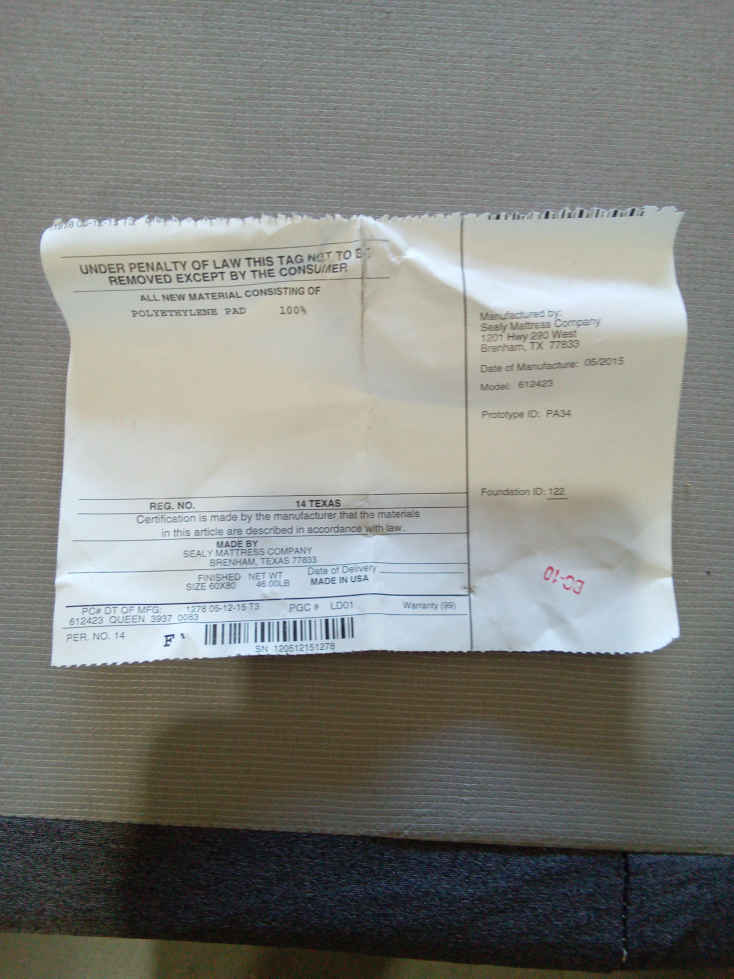 UNDER PENALTY OF LAW THIS TAG NOT TO BE
REMOVED EXCEPT BY THE CONSUMER
ALL NEW MATERIAL CONSISTING OF
POLYETHYLENE PAD 100%
REG. NO. 14 TEXAS
Certification is made by the manufacturer that the materials
in this article are described in accordance with law.
MADE BY
SEALY MATTRESS COMPANY
BRENHAM, TEXAS 77833
FINISHED NET WT Date of Delivery
SIZE 60X80 46.00LB MADE IN USA
PC# DT OF MFG: 1278 05-12-15 T3 PGC # LD01 Warranty (99)
612423 QUEEN 3937 0083
PER. NO. 14 F
SN 120512151278
Manufactured by:
Sealy Mattress Company
1201 Hwy 290 West
Brenham, TX 77833
Date of Manufacture: 05/2015
Model: 612423
Prototype ID: PA34
Foundation ID: 122
EC-10